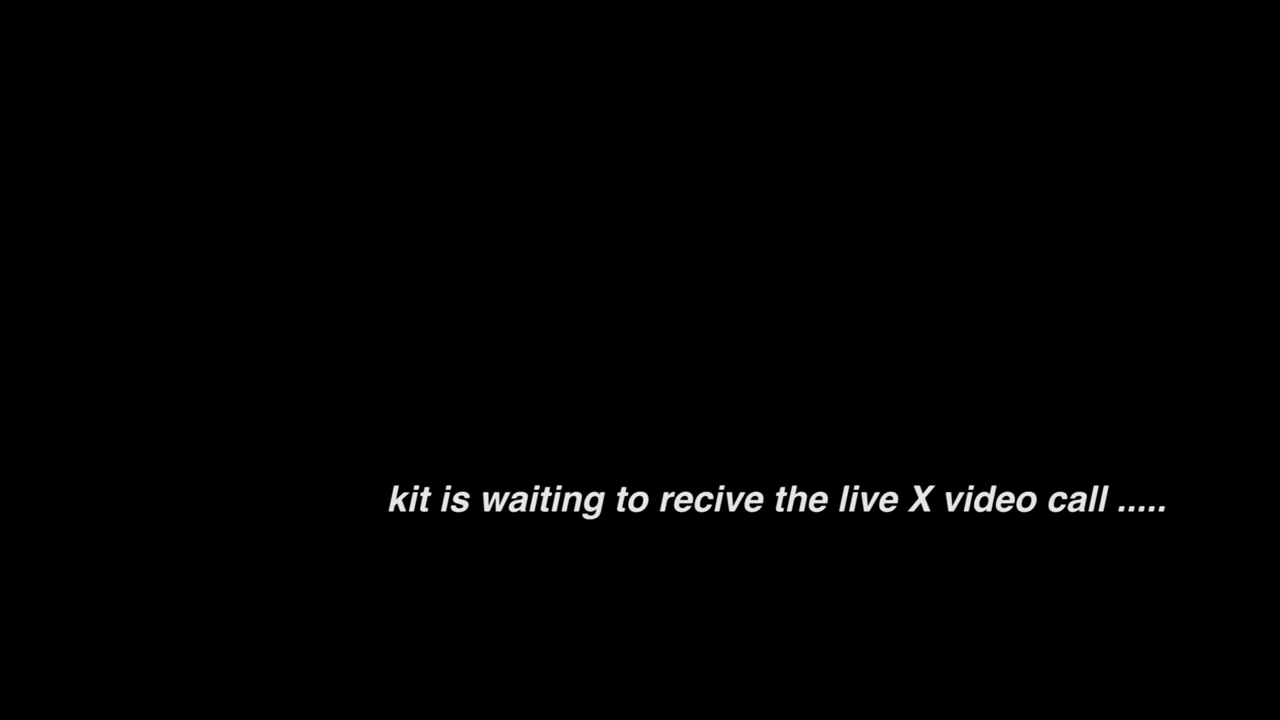 kit is waiting to recive the live X video call .....